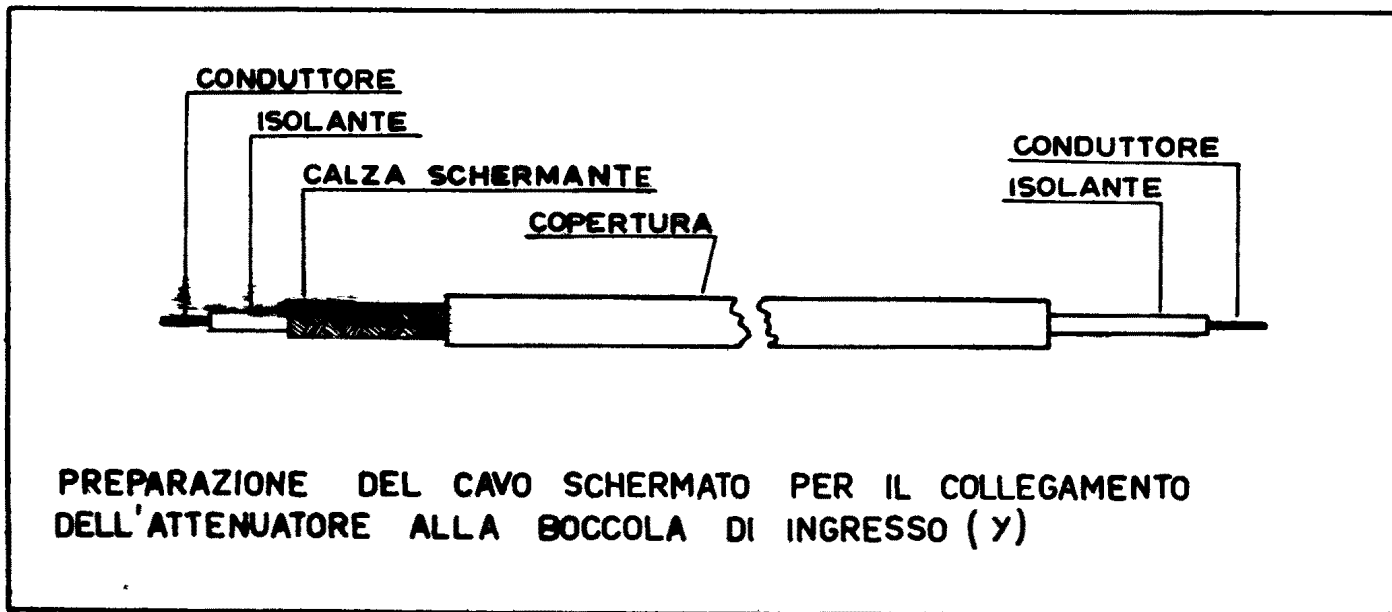 CONDUTTORE
ISOLANTE
CALZA SCHERMANTE
COPERTURA
CONDUTTORE
ISOLANTE
PREPARAZIONE DEL CAVO SCHERMATO PER IL COLLEGAMENTO
DELL'ATTENUATORE ALLA BOCCOLA DI INGRESSO (Y)